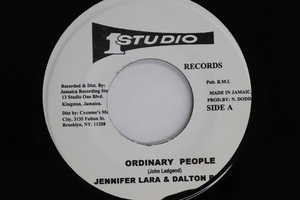 1 STUDIO
RECORDS
Recorded & Dist. By:
Jamaica Recording Stu
13 Studio One Blvd.
Kingston, Jamaica.
Dist by: Coxsone's Mu
City, 3135 Fulton St.
Brooklyn, NY, 11208
Pub. B.M.I.
MADE IN JAMAIC
PROD.BY: N. DODD
SIDE A
ORDINARY PEOPLE
(John Ledgend)
JENNIFER LARA & DALTON